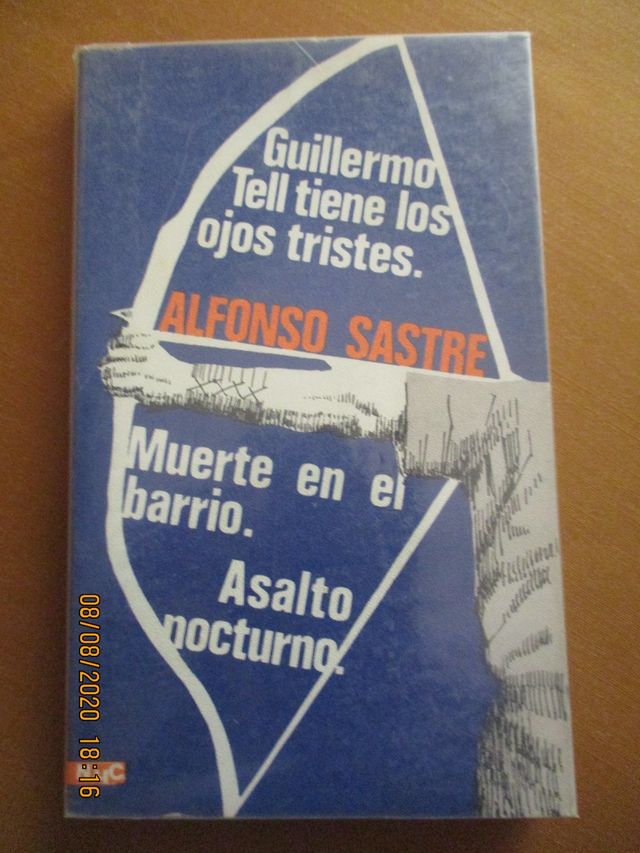 Guillermo
Tell tiene los
ojos tristes.
ALFONSO SASTRE
Muerte en el
barrio.
Asalto
nocturno.
08/08/2020 18:16